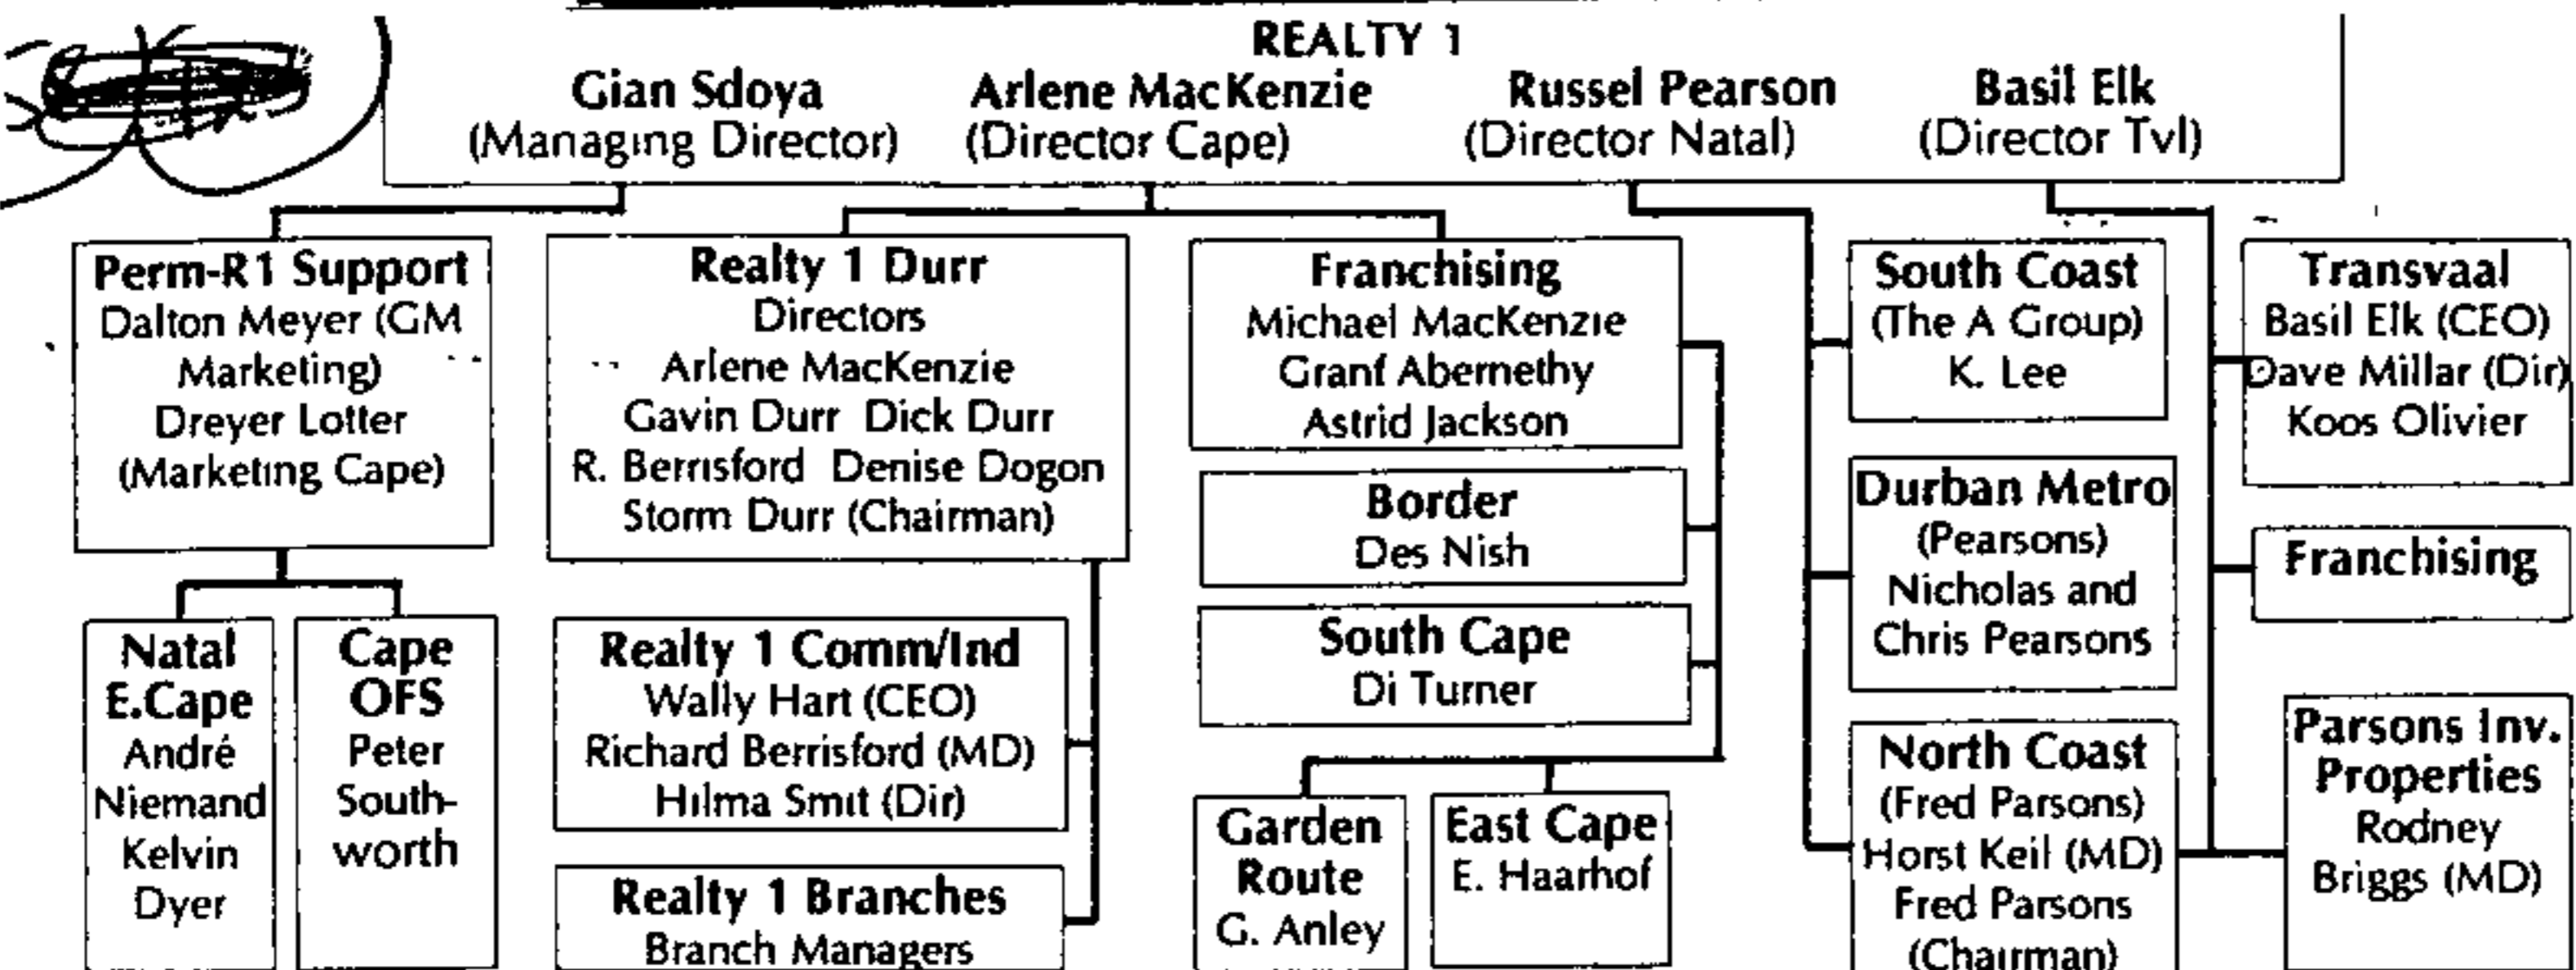 REALTY 1
Gian Sdoya
(Managing Director)
Arlene MacKenzie
(Director Cape)
Russel Pearson
(Director Natal)
Basil Elk
(Director Tvl)
Perm-R1 Support
Dalton Meyer (GM
Marketing)
Dreyer Lotter
(Marketing Cape)
Natal
E.Cape
André
Niemand
Kelvin
Dyer
Cape
OFS
Peter
South-
worth
Realty 1 Durr
Directors
Arlene MacKenzie
Gavin Durr Dick Durr
R. Berrisford Denise Dogon
Storm Durr (Chairman)
Realty 1 Comm/Ind
Wally Hart (CEO)
Richard Berrisford (MD)
Hilma Smit (Dir)
Realty 1 Branches
Branch Managers
Franchising
Michael MacKenzie
Granf Abernethy
Astrid Jackson
Border
Des Nish
South Cape
Di Turner
Garden
Route
G. Anley
East Cape
E. Haarhof
South Coast
(The A Group)
K. Lee
Durban Metro
(Pearsons)
Nicholas and
Chris Pearsons
North Coast
(Fred Parsons)
Horst Keil (MD)
Fred Parsons
(Chairman)
Transvaal
Basil Elk (CEO)
Dave Millar (Dir)
Koos Olivier
Franchising
Parsons Inv.
Properties
Rodney
Briggs (MD)